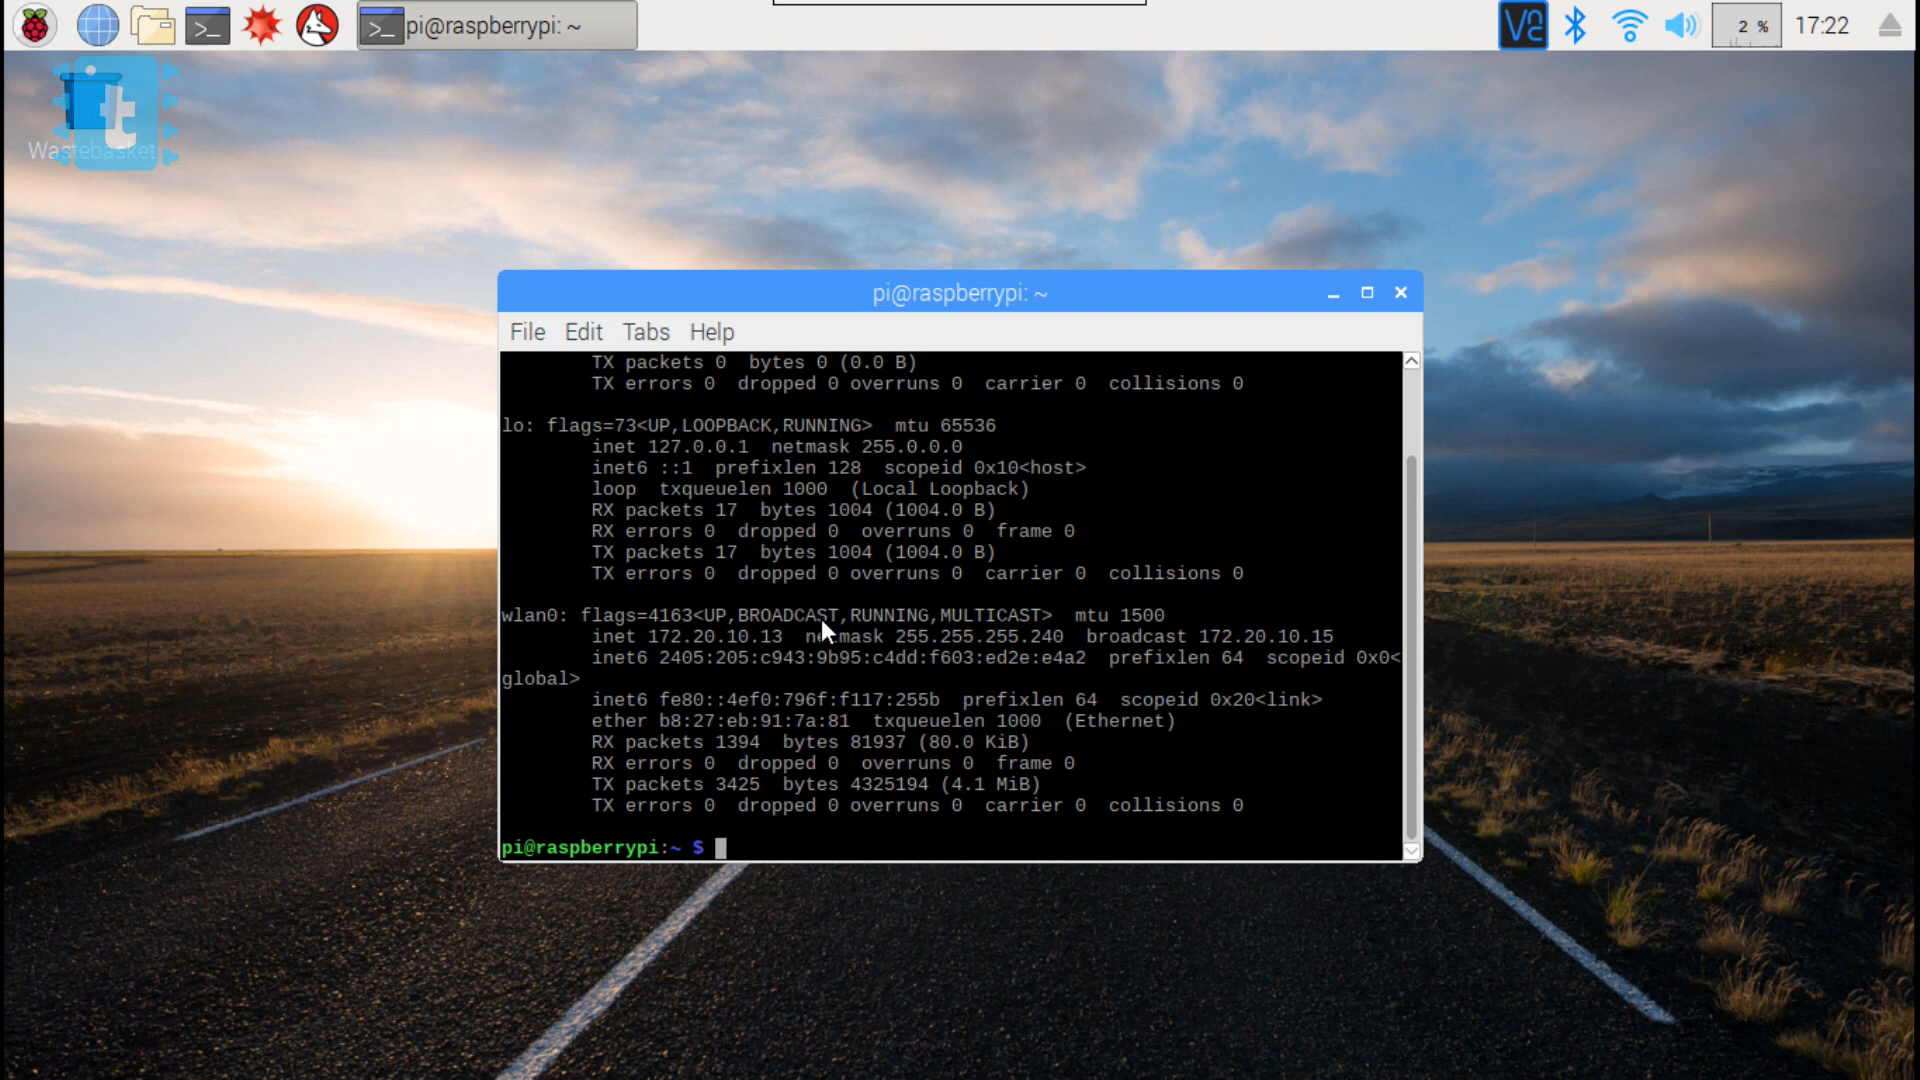 pi@raspberrypi: ~
2 %
17:22
Wastebasket
pi@raspberrypi: ~
File Edit Tabs Help
TX packets 0 bytes 0 (0.0 B)
TX errors 0 dropped 0 overruns 0 carrier 0 collisions 0
lo: flags=73<UP,LOOPBACK,RUNNING> mtu 65536
inet 127.0.0.1 netmask 255.0.0.0
inet6 ::1 prefixlen 128 scopeid 0x10<host>
loop txqueuelen 1000 (Local Loopback)
RX packets 17 bytes 1004 (1004.0 B)
RX errors 0 dropped 0 overruns 0 frame 0
TX packets 17 bytes 1004 (1004.0 B)
TX errors 0 dropped 0 overruns 0 carrier 0 collisions 0
wlan0: flags=4163<UP,BROADCAST,RUNNING,MULTICAST> mtu 1500
inet 172.20.10.13 netmask 255.255.255.240 broadcast 172.20.10.15
inet6 2405:205:c943:9b95:c4dd:f603:ed2e:e4a2 prefixlen 64 scopeid 0x0<
global>
inet6 fe80::4ef0:796f:f117:255b prefixlen 64 scopeid 0x20<link>
ether b8:27:eb:91:7a:81 txqueuelen 1000 (Ethernet)
RX packets 1394 bytes 81937 (80.0 KiB)
RX errors 0 dropped 0 overruns 0 frame 0
TX packets 3425 bytes 4325194 (4.1 MiB)
TX errors 0 dropped 0 overruns 0 carrier 0 collisions 0
pi@raspberrypi:~ $